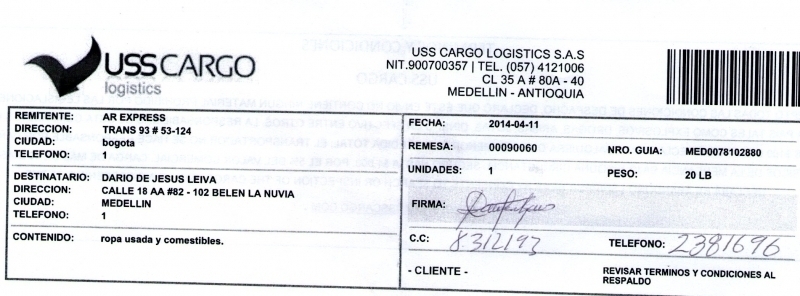 USS CARGO
logistics
USS CARGO LOGISTICS S.A.S
NIT.900700357 | TEL. (057) 4121006
CL 35 A # 80A - 40
MEDELLIN - ANTIOQUIA
REMITENTE: AR EXPRESS
DIRECCION: TRANS 93 # 53-124
CIUDAD: bogota
TELEFONO: 1
DESTINATARIO: DARIO DE JESUS LEIVA
DIRECCION: CALLE 18 AA #82 - 102 BELEN LA NUVIA
CIUDAD: MEDELLIN
TELEFONO: 1
CONTENIDO: ropa usada y comestibles.
FECHA: 2014-04-11
REMESA: 00090060 NRO. GUIA: MED0078102880
UNIDADES: 1 PESO: 20 LB
FIRMA:
C.C: 8312193 TELEFONO: 2381696
- CLIENTE - REVISAR TERMINOS Y CONDICIONES AL
RESPALDO